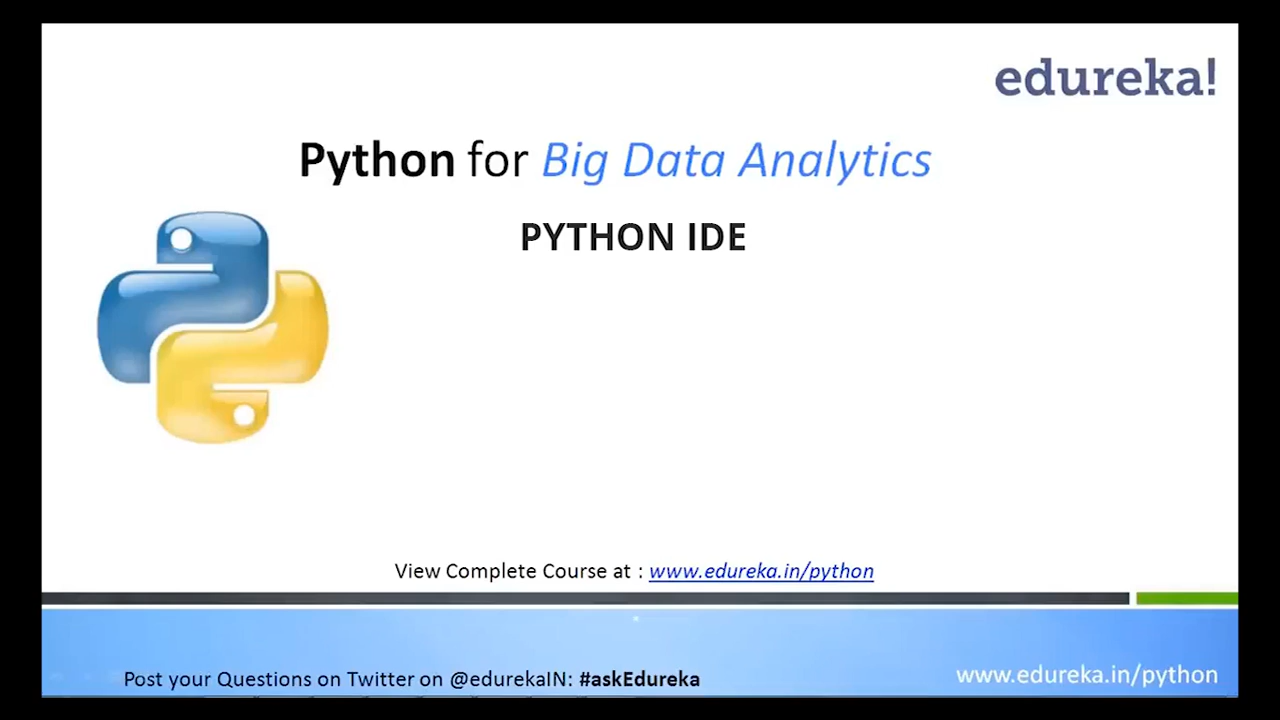 edureka!
Python for Big Data Analytics
PYTHON IDE
View Complete Course at : www.edureka.in/python
Post your Questions on Twitter on @edurekaIN: #askEdureka
www.edureka.in/python